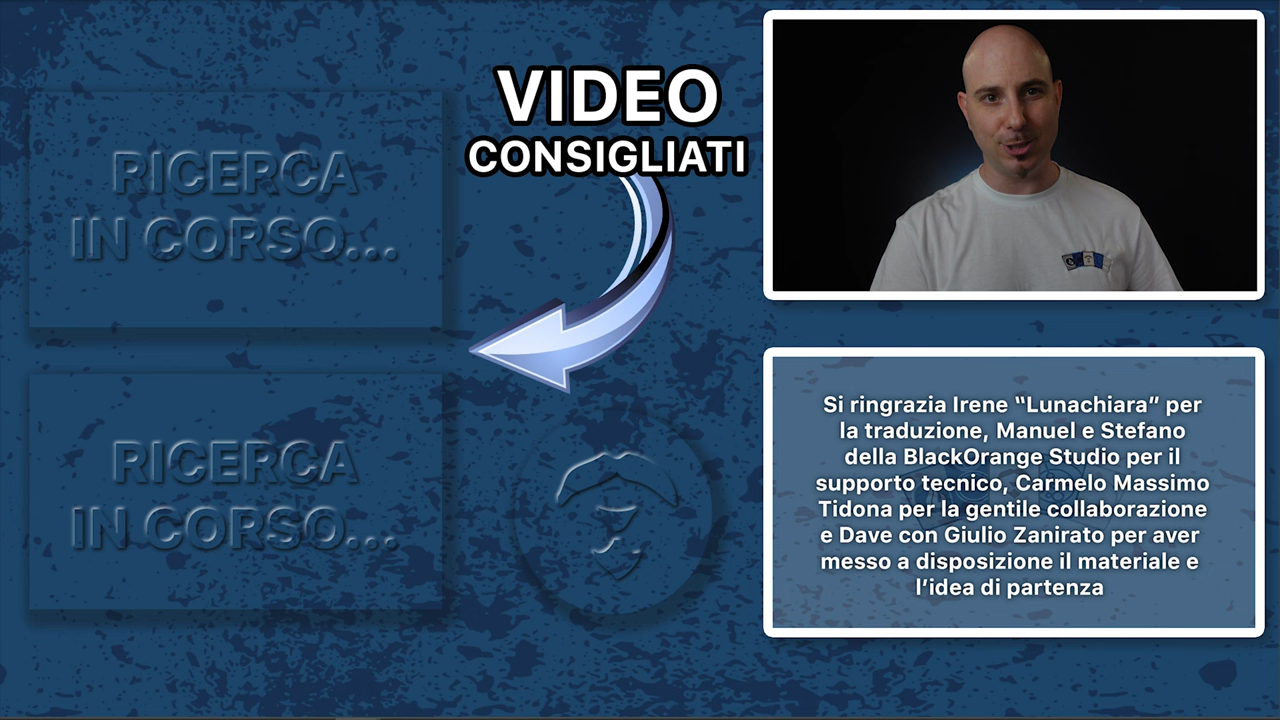 VIDEO
CONSIGLIATI
RICERCA
IN CORSO...
RICERCA
IN CORSO...
Si ringrazia Irene “Lunachiara” per
la traduzione, Manuel e Stefano
della BlackOrange Studio per il
supporto tecnico, Carmelo Massimo
Tidona per la gentile collaborazione
e Dave con Giulio Zanirato per aver
messo a disposizione il materiale e
l’idea di partenza